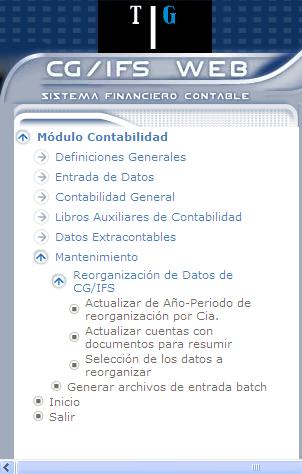 T G
CG/IFS WEB
SISTEMA FINANCIERO CONTABLE
Módulo Contabilidad
Definiciones Generales
Entrada de Datos
Contabilidad General
Libros Auxiliares de Contabilidad
Datos Extracontables
Mantenimiento
Reorganización de Datos de
CG/IFS
Actualizar de Año-Periodo de
reorganización por Cia.
Actualizar cuentas con
documentos para resumir
Selección de los datos a
reorganizar
Generar archivos de entrada batch
Inicio
Salir